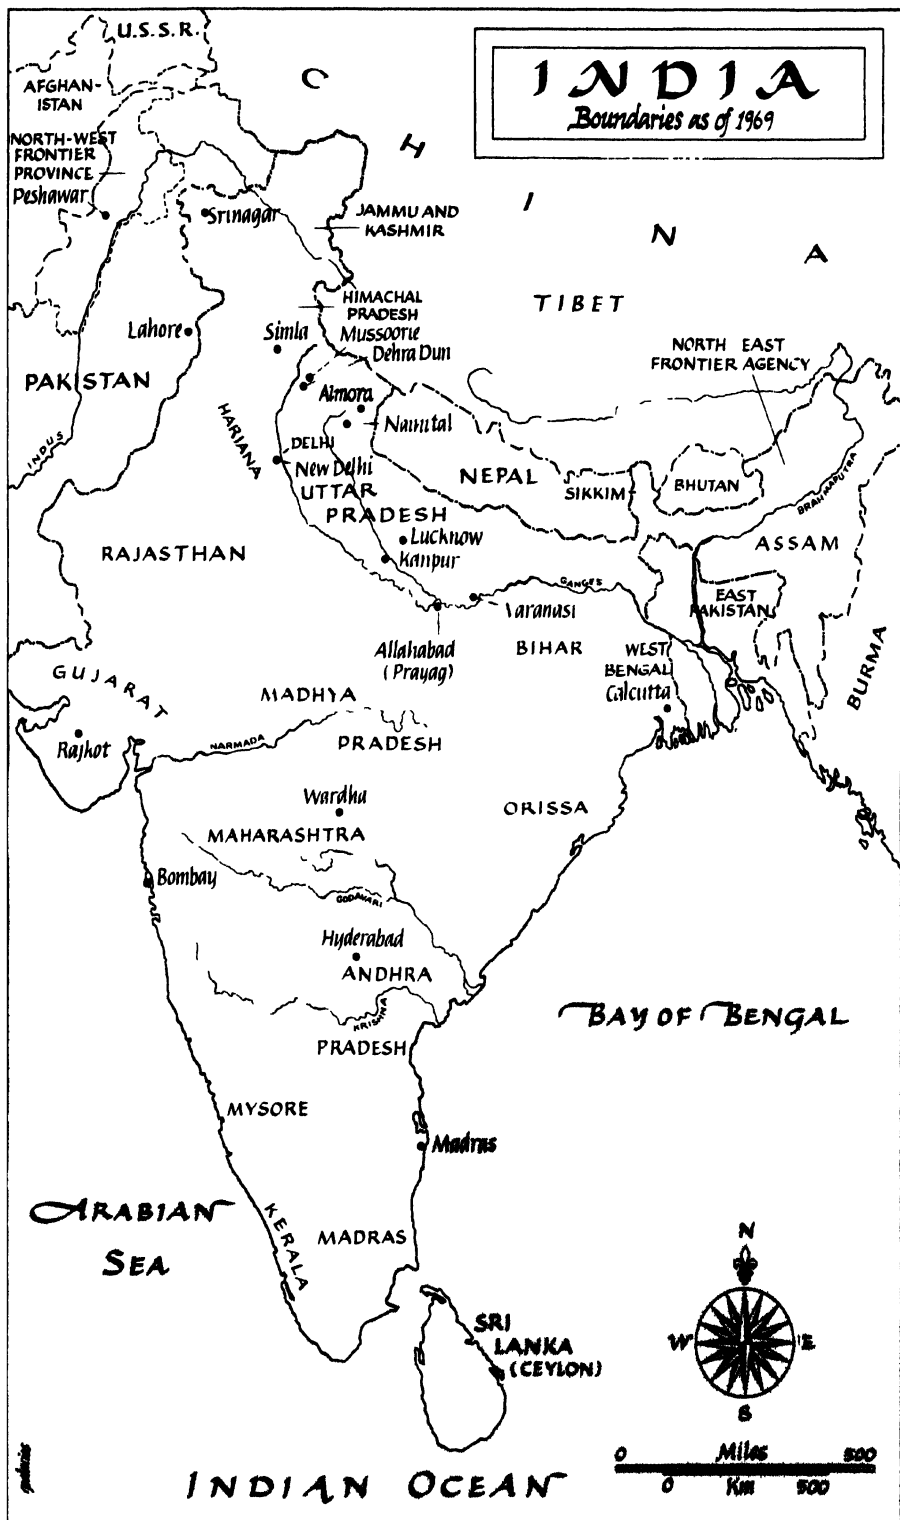 U.S.S.R.
INDIA
Boundaries as of 1969
C H I N A
AFGHAN-
ISTAN
NORTH-WEST
FRONTIER
PROVINCE
Peshawar
Srinagar
JAMMU AND
KASHMIR
TIBET
HIMACHAL
PRADESH
Lahore
Simla
Mussoorie
Dehra Dun
NORTH EAST
FRONTIER AGENCY
PAKISTAN
Almora
Nainital
HARIANA
INDUS
DELHI
New Delhi
UTTAR
PRADESH
NEPAL
SIKKIM
BHUTAN
BRAHMAPUTRA
Lucknow
Kanpur
RAJASTHAN
ASSAM
GANGES
EAST
PAKISTAN
Varanasi
Allahabad
(Prayag)
BIHAR
WEST
BENGAL
Calcutta
BURMA
GUJARAT
MADHYA
PRADESH
NARMADA
Rajkot
Wardha
MAHARASHTRA
ORISSA
Bombay
GODAVARI
Hyderabad
ANDHRA
PRADESH
KRISHNA
BAY OF BENGAL
MYSORE
Madras
ARABIAN
SEA
KERALA
MADRAS
SRI
LANKA
(CEYLON)
N
W E
S
0 Miles 500
0 Km 500
INDIAN OCEAN